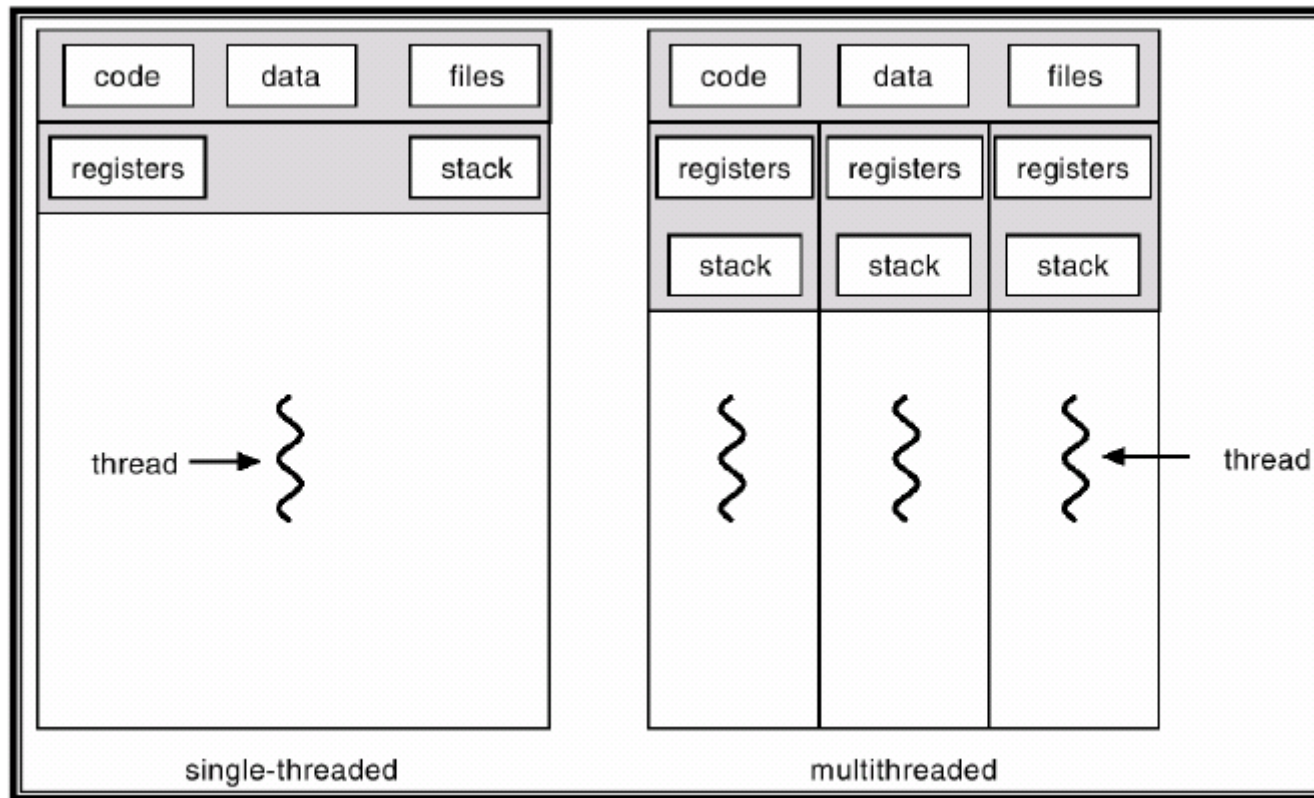 code data files code data files
registers stack registers registers registers
stack stack stack
thread thread
single-threaded multithreaded